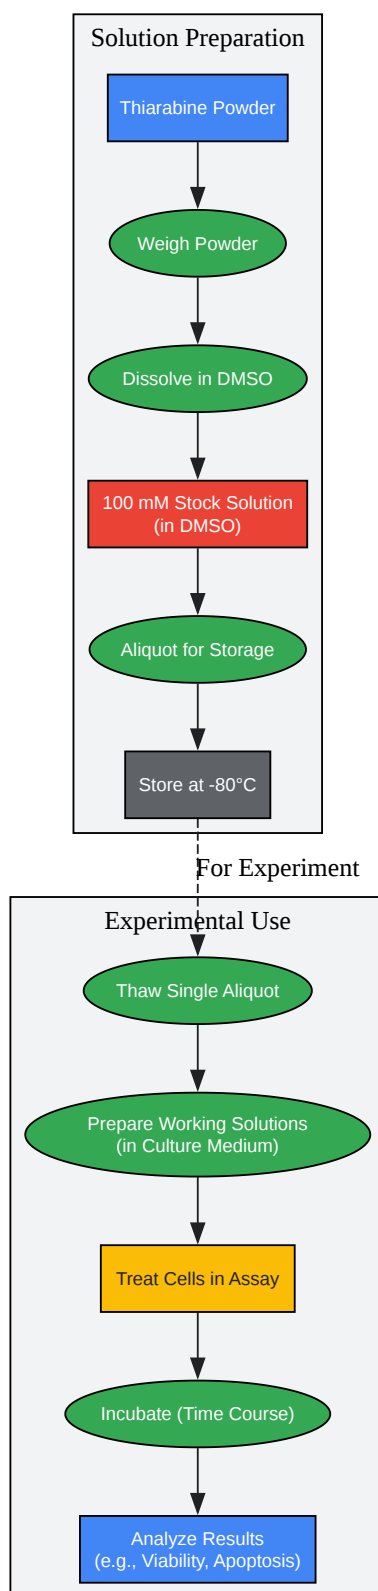 Solution Preparation
Thiarabine Powder
Weigh Powder
Dissolve in DMSO
100 mM Stock Solution
(in DMSO)
Aliquot for Storage
Store at -80°C
For Experiment
Experimental Use
Thaw Single Aliquot
Prepare Working Solutions
(in Culture Medium)
Treat Cells in Assay
Incubate (Time Course)
Analyze Results
(e.g., Viability, Apoptosis)